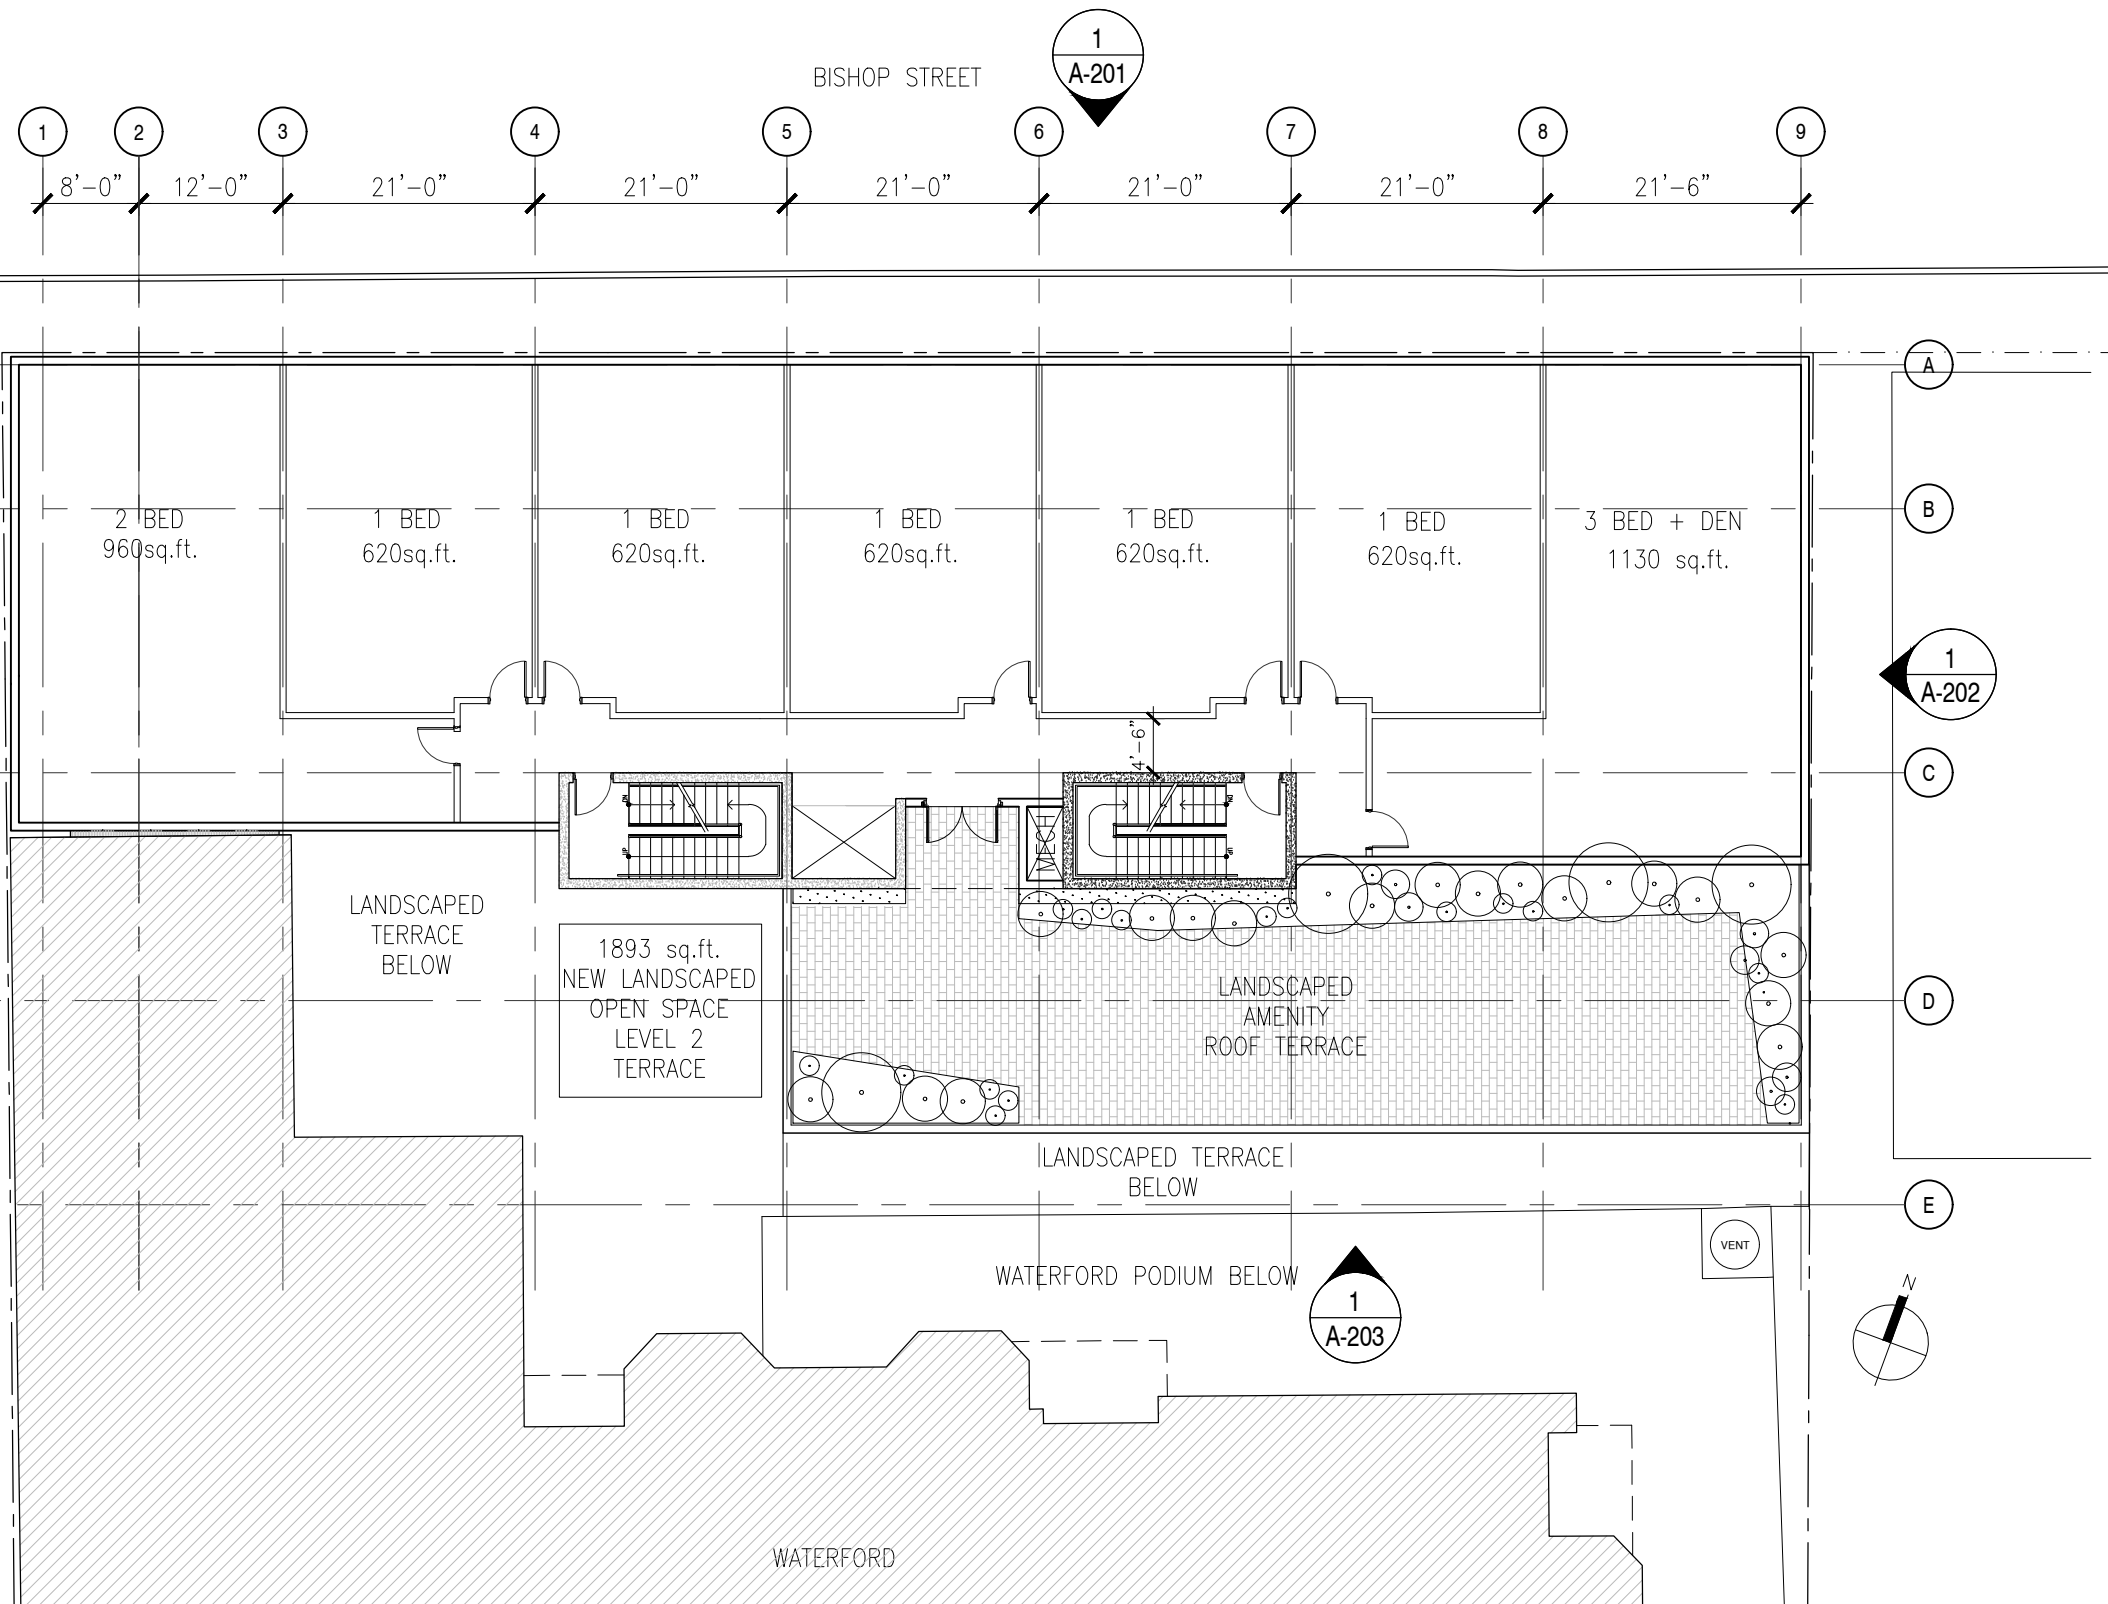 BISHOP STREET
1
A-201
1
2
3
4
5
6
7
8
9
8'-0"
12'-0"
21'-0"
21'-0"
21'-0"
21'-0"
21'-0"
21'-6"
A
B
C
D
E
2 BED
960sq.ft.
1 BED
620sq.ft.
1 BED
620sq.ft.
1 BED
620sq.ft.
1 BED
620sq.ft.
1 BED
620sq.ft.
3 BED + DEN
1130 sq.ft.
1
A-202
4'-6"
DN
UP
MECH
DN
UP
LANDSCAPED
TERRACE
BELOW
1893 sq.ft.
NEW LANDSCAPED
OPEN SPACE
LEVEL 2
TERRACE
LANDSCAPED
AMENITY
ROOF TERRACE
LANDSCAPED TERRACE
BELOW
VENT
WATERFORD PODIUM BELOW
1
A-203
N
WATERFORD